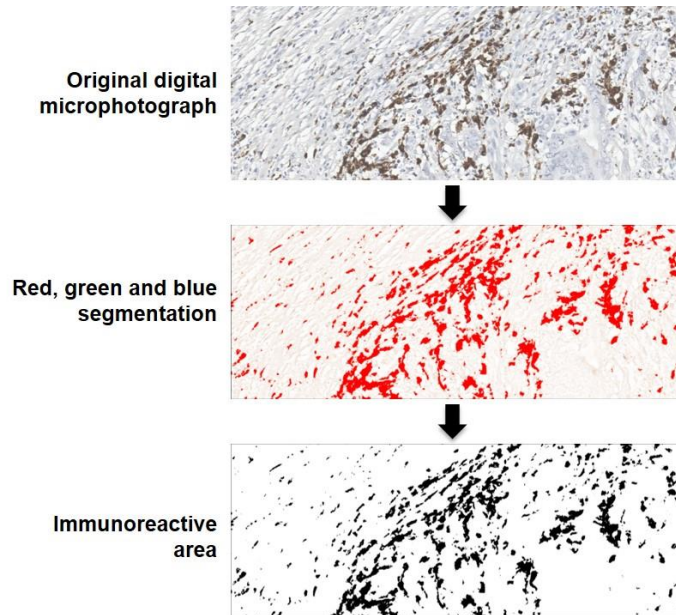 Original digital
microphotograph
Red, green and blue
segmentation
Immunoreactive
area